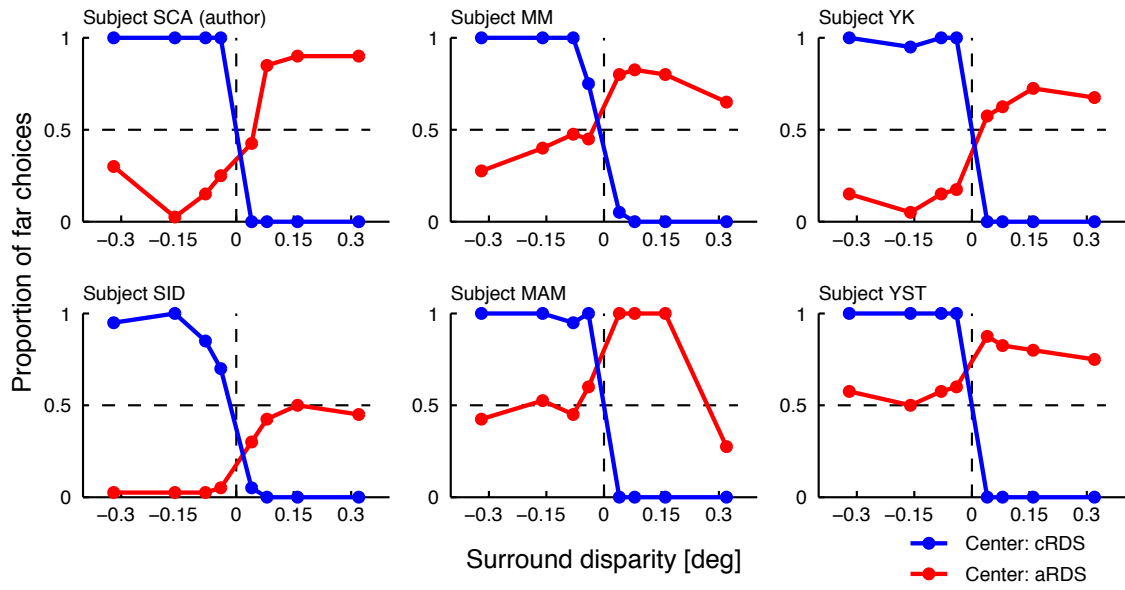 Subject SCA (author)
Subject MM
Subject YK
1
0.5
0
−0.3 −0.15 0 0.15 0.3
1
0.5
0
−0.3 −0.15 0 0.15 0.3
1
0.5
0
−0.3 −0.15 0 0.15 0.3
Proportion of far choices
Subject SID
Subject MAM
Subject YST
1
0.5
0
−0.3 −0.15 0 0.15 0.3
1
0.5
0
−0.3 −0.15 0 0.15 0.3
1
0.5
0
−0.3 −0.15 0 0.15 0.3
Surround disparity [deg]
Center: cRDS
Center: aRDS